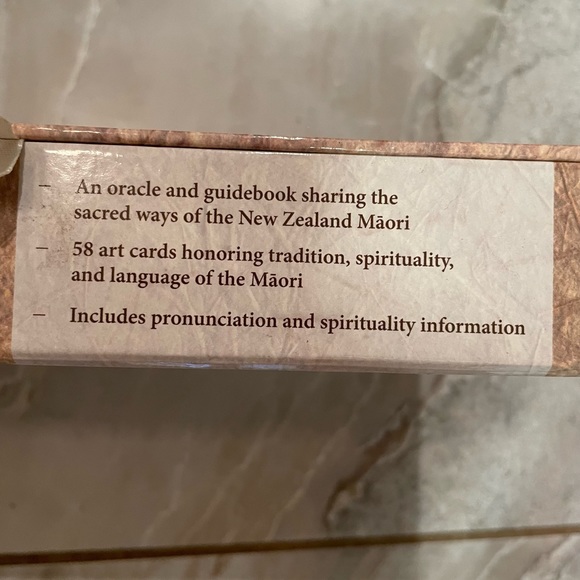 – An oracle and guidebook sharing the
sacred ways of the New Zealand Māori
– 58 art cards honoring tradition, spirituality,
and language of the Māori
– Includes pronunciation and spirituality information